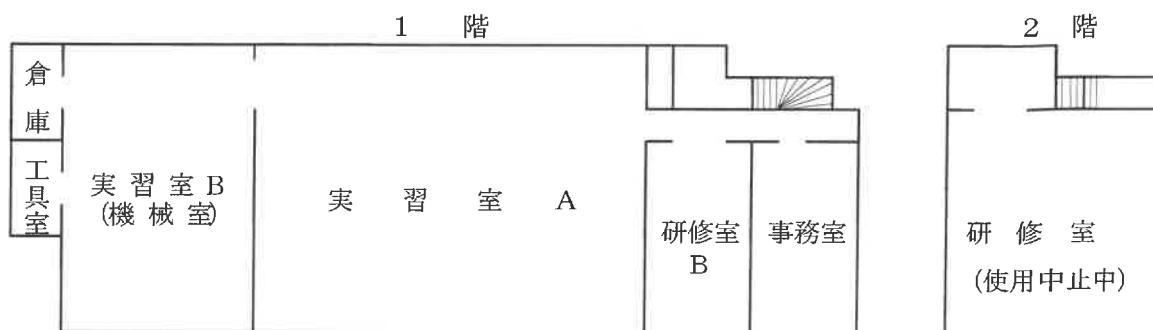 1 階
2 階
倉庫
工具室
実習室B
(機械室)
実習室A
研修室
B
事務室
研修室
(使用中止中)